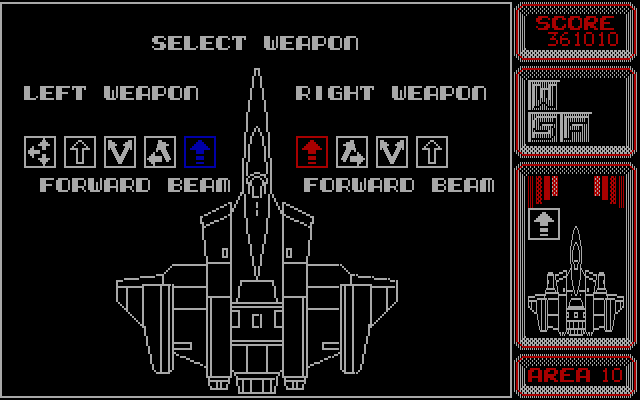 SELECT WEAPON
LEFT WEAPON
RIGHT WEAPON
FORWARD BEAM
FORWARD BEAM
SCORE
361010
AREA 10